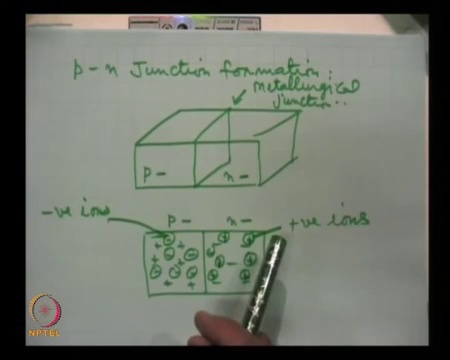 p-n Junction formation:
metallurgical
junction..
p- n-
-ve ions p- n- +ve ions
NPTEL